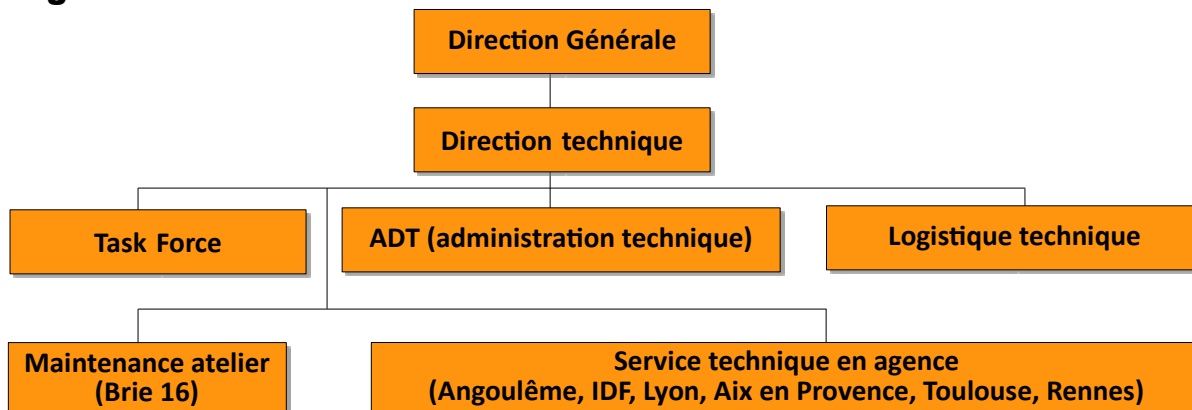 Direction Générale
Direction technique
Task Force
ADT (administration technique)
Logistique technique
Maintenance atelier
(Brie 16)
Service technique en agence
(Angoulême, IDF, Lyon, Aix en Provence, Toulouse, Rennes)